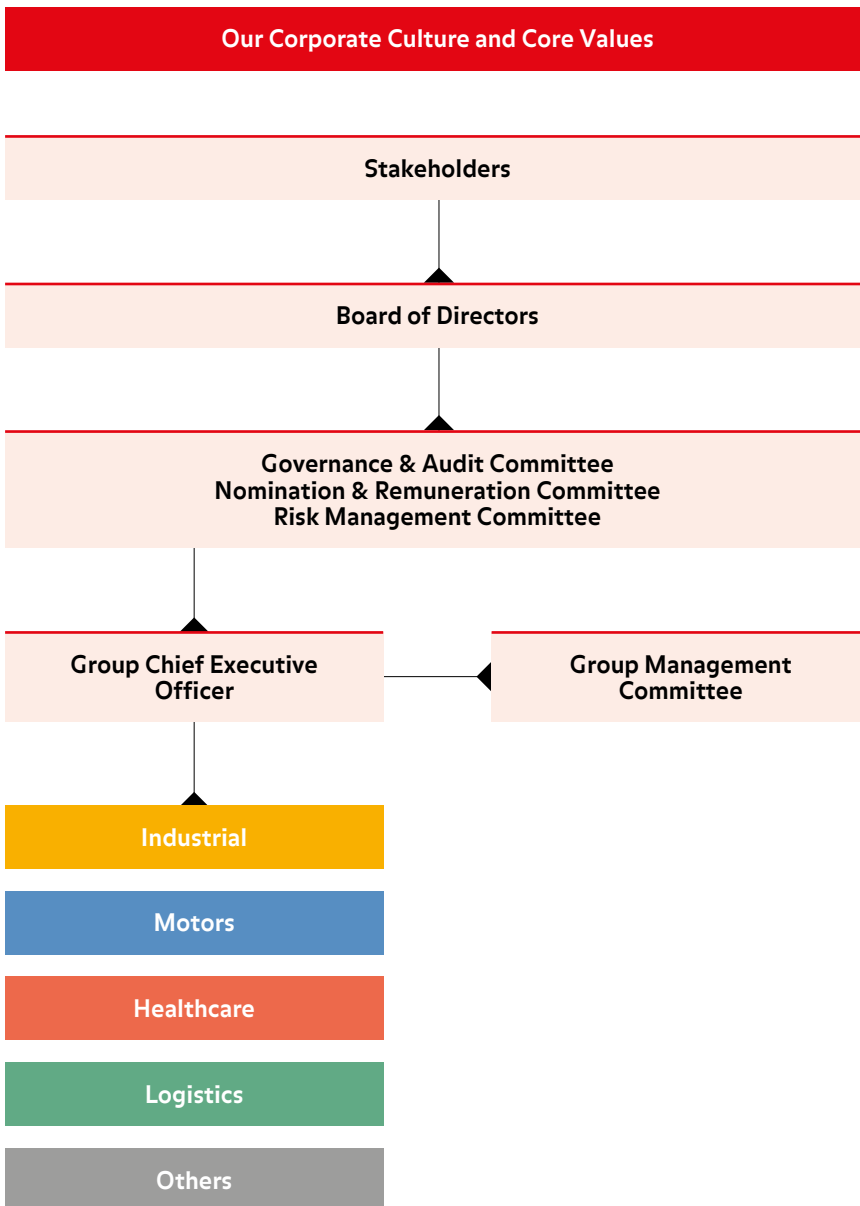 Our Corporate Culture and Core Values
Stakeholders
Board of Directors
Governance & Audit Committee
Nomination & Remuneration Committee
Risk Management Committee
Group Chief Executive
Officer
Group Management
Committee
Industrial
Motors
Healthcare
Logistics
Others